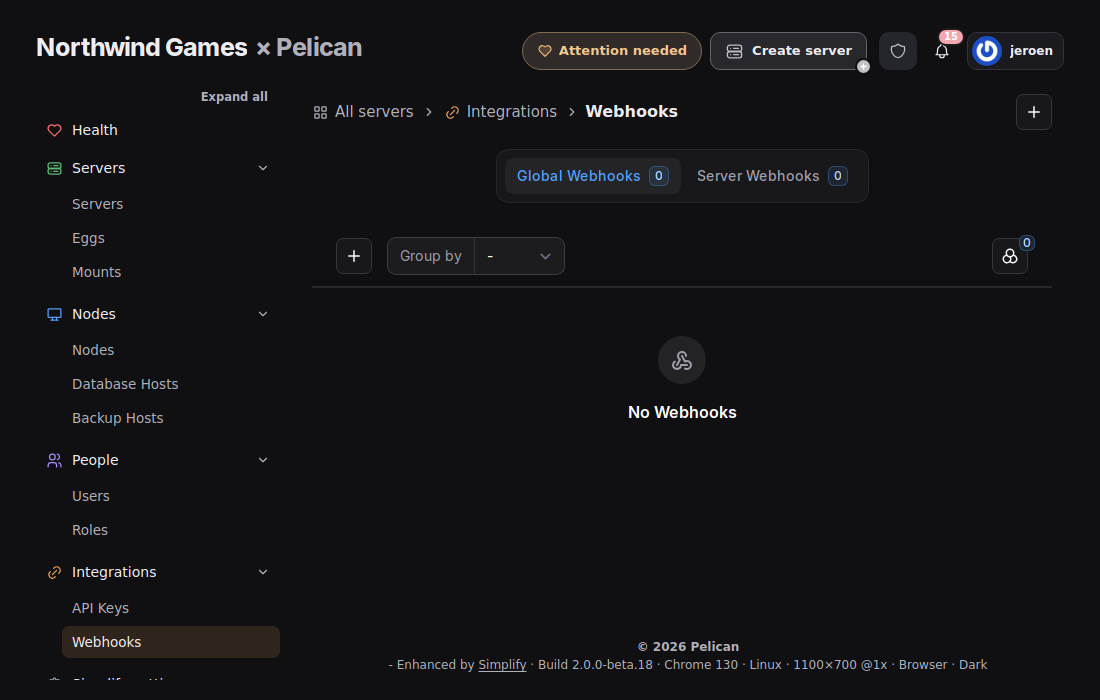 Northwind Games × Pelican
Attention needed
Create server
15
jeroen
Expand all
Health
Servers
Servers
Eggs
Mounts
Nodes
Nodes
Database Hosts
Backup Hosts
People
Users
Roles
Integrations
API Keys
Webhooks
All servers > Integrations > Webhooks
Global Webhooks 0
Server Webhooks 0
Group by -
0
No Webhooks
© 2026 Pelican
- Enhanced by Simplify · Build 2.0.0-beta.18 · Chrome 130 · Linux · 1100×700 @1x · Browser · Dark